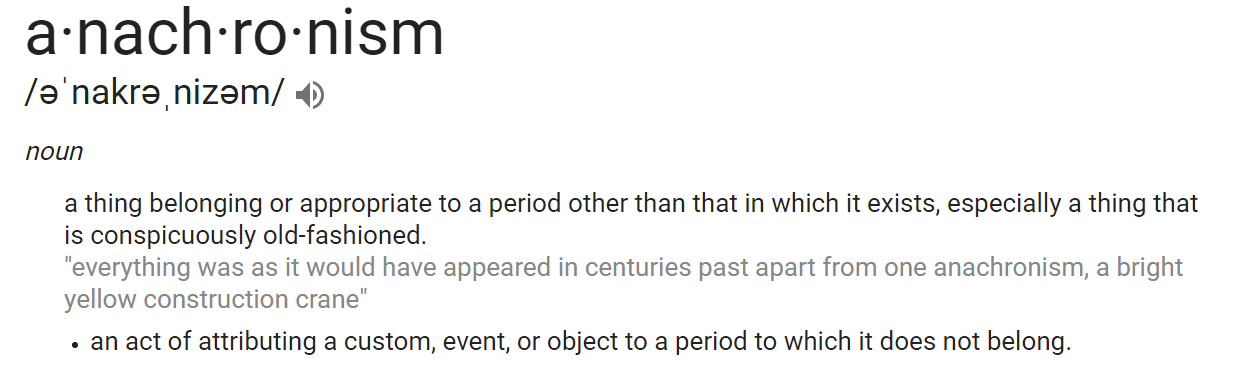 a·nach·ro·nism
/əˈnakrəˌnizəm/
noun
a thing belonging or appropriate to a period other than that in which it exists, especially a thing that
is conspicuously old-fashioned.
"everything was as it would have appeared in centuries past apart from one anachronism, a bright
yellow construction crane"
• an act of attributing a custom, event, or object to a period to which it does not belong.